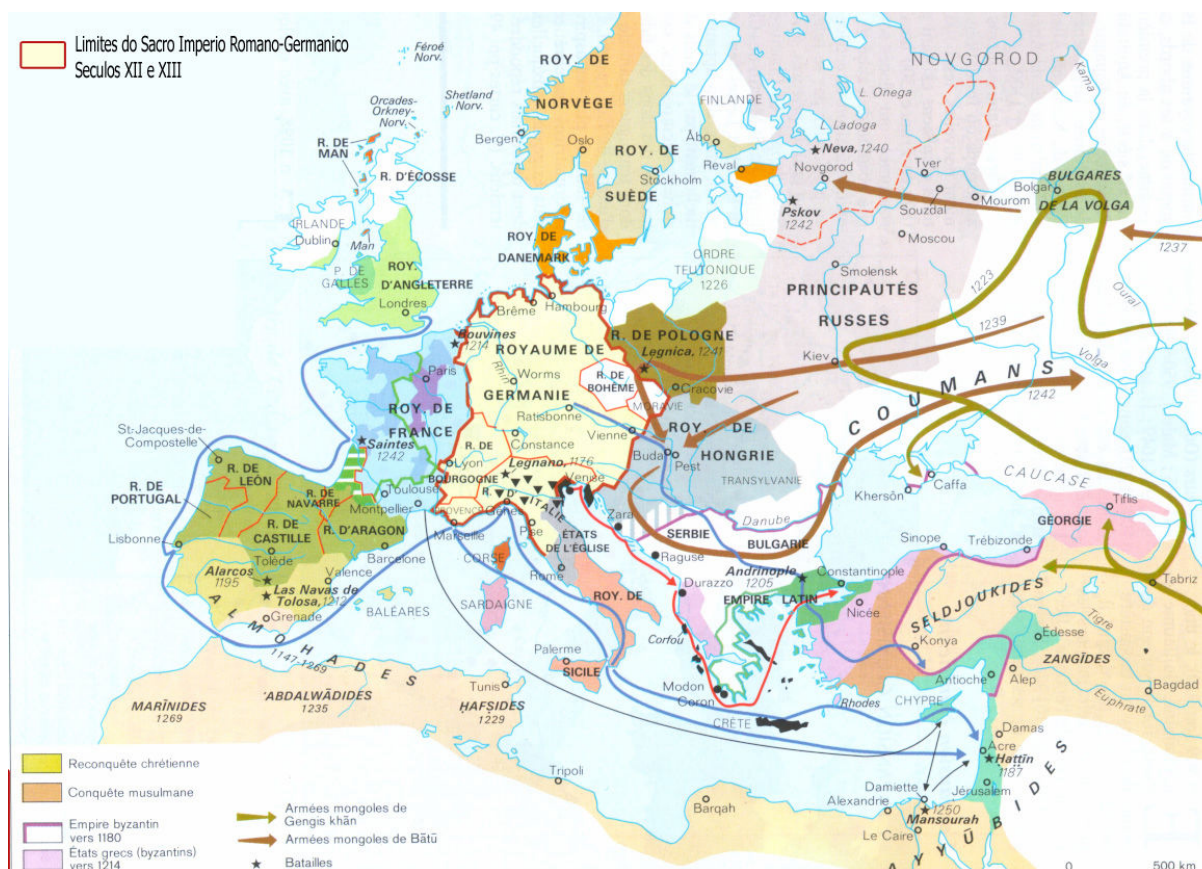 Limites do Sacro Imperio Romano-Germanico
Seculos XII e XIII
Féroé
Norv.
Shetland
Norv.
Orcades-
Orkney-
Norv.
R. DE
MAN
R. D'ÉCOSSE
IRLANDE
Dublin
Man
P. DE
GALLES
ROY.
D'ANGLETERRE
Londres
ROY. DE
NORVÈGE
Bergen
Oslo
ROY. DE
SUÈDE
Stockholm
FINLANDE
Åbo
Reval
L. Onega
L. Ladoga
Neva, 1240
NOVGOROD
Novgorod
Pskov
1242
Tver
Souzdal
Mourom
Moscou
Kama
Bolgar
BULGARES
DE LA VOLGA
1237
Oural
1223
1239
Volga
ROY. DE
DANEMARK
ORDRE
TEUTONIQUE
1226
Smolensk
PRINCIPAUTÉS
RUSSES
Kiev
COUMANS
1242
Brême
Hambourg
Bouvines
1214
ROYAUME DE
GERMANIE
Rhin
Worms
Ratisbonne
Constance
R. DE
BOHÊME
MORAVIE
Vienne
R. DE POLOGNE
Legnica, 1241
Cracovie
ROY. DE
HONGRIE
Buda
Pest
TRANSYLVANIE
Paris
ROY. DE
FRANCE
Saintes
1242
Lyon
R. DE
BOURGOGNE
Legnano, 1176
PROVENCE
R. D'ITALIE
Gênes
Venise
Pise
Toulouse
Montpellier
Marseille
St-Jacques-de-
Compostelle
R. DE
LEÓN
R. DE
PORTUGAL
R. DE
NAVARRE
R. DE
CASTILLE
R. D'ARAGON
Lisbonne
Tolède
Barcelone
Valence
Alarcos
1195
Las Navas de
Tolosa, 1212
Grenade
BALÉARES
ALMOHADES
1147-1269
CORSE
SARDAIGNE
ÉTATS
DE L'ÉGLISE
Rome
ROY. DE
SICILE
Palerme
Zara
Raguse
Durazzo
Corfou
SERBIE
BULGARIE
Danube
Andrinople
1205
Constantinople
EMPIRE LATIN
Nicée
Modon
Coron
CRÈTE
Rhodes
Khersôn
Caffa
CAUCASE
Tiflis
GÉORGIE
Sinope
Trébizonde
Tabriz
SELDJOUKIDES
Konya
Tigre
Édesse
ZANGĪDES
Antioche
Alep
Bagdad
Euphrate
CHYPRE
Damas
Acre
Hattīn
1187
Jérusalem
Damiette
Alexandrie
1250
Mansourah
Le Caire
AYYŪBIDES
MARĪNIDES
1269
'ABDALWĀDIDES
1235
ḤAFṢIDES
1229
Tunis
Tripoli
Barqah
Reconquête chrétienne
Conquête musulmane
Empire byzantin
vers 1180
États grecs (byzantins)
vers 1214
Armées mongoles de
Gengis khān
Armées mongoles de Bātū
Batailles
0 500 km